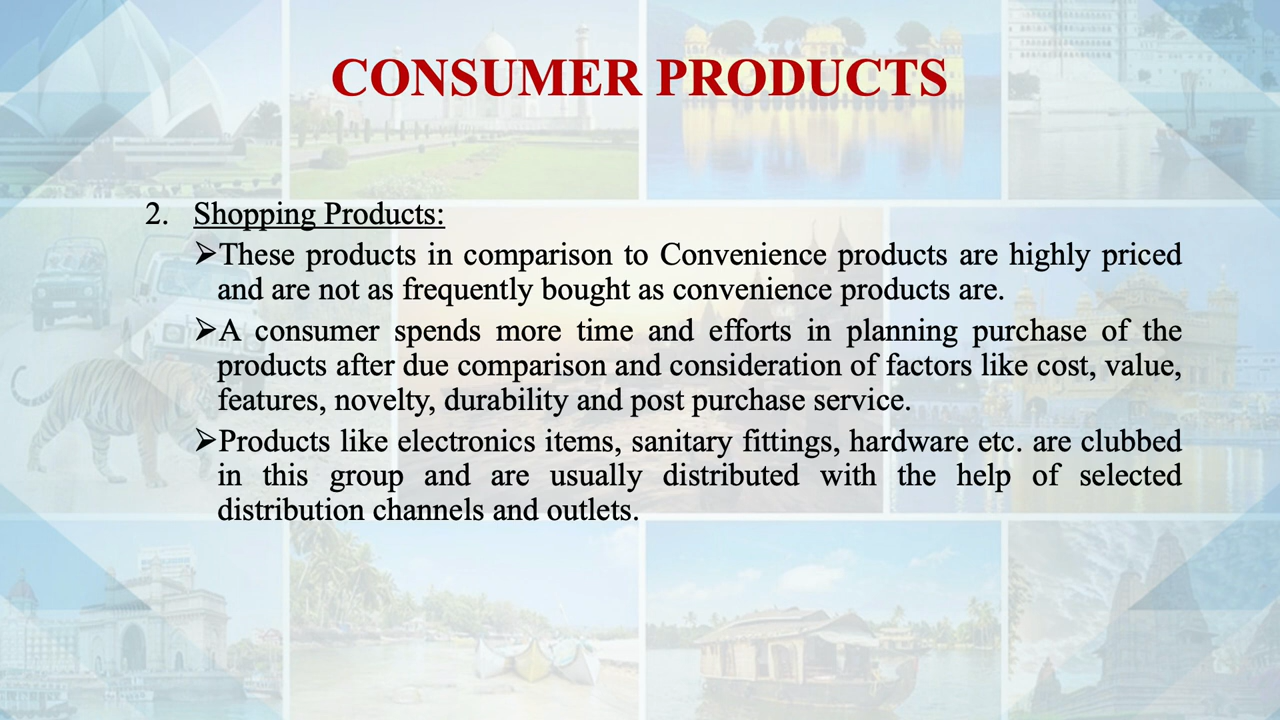 CONSUMER PRODUCTS
2. Shopping Products:
➢These products in comparison to Convenience products are highly priced
and are not as frequently bought as convenience products are.
➢A consumer spends more time and efforts in planning purchase of the
products after due comparison and consideration of factors like cost, value,
features, novelty, durability and post purchase service.
➢Products like electronics items, sanitary fittings, hardware etc. are clubbed
in this group and are usually distributed with the help of selected
distribution channels and outlets.